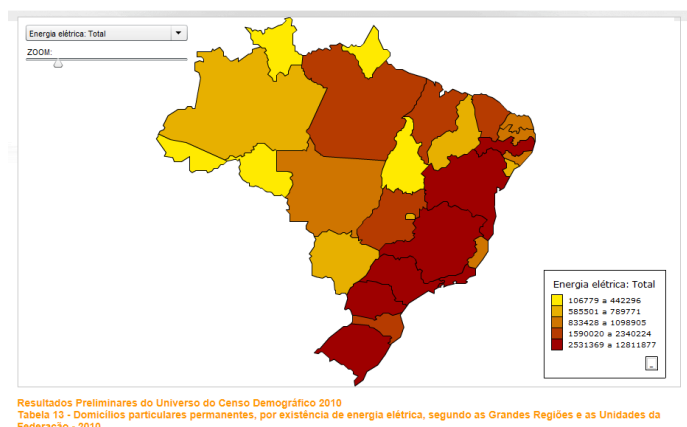 Energia elétrica: Total
ZOOM:
Energia elétrica: Total
106779 a 442296
585501 a 789771
833428 a 1098905
1590020 a 2340224
2531369 a 12811877
Resultados Preliminares do Universo do Censo Demográfico 2010
Tabela 13 - Domicílios particulares permanentes, por existência de energia elétrica, segundo as Grandes Regiões e as Unidades da
Federação - 2010